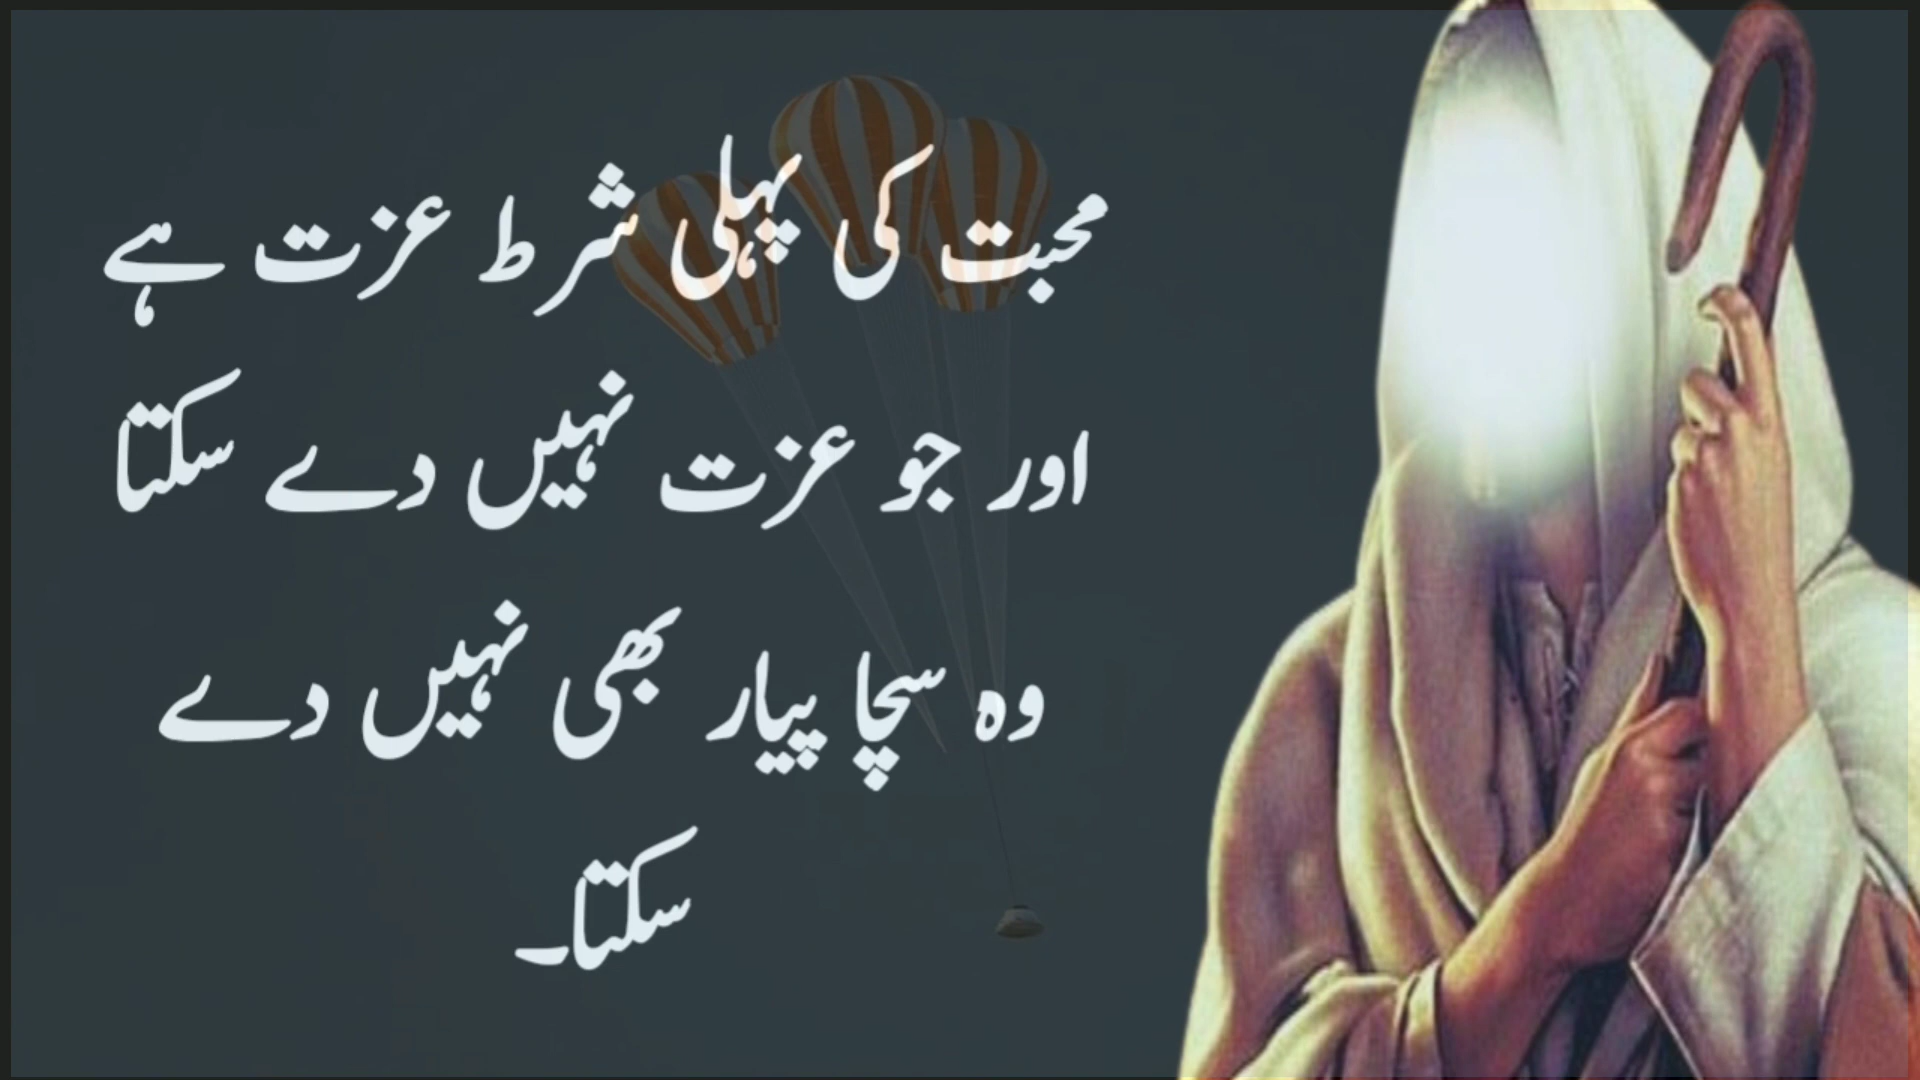 محبت کی پہلی شرط عزت ہے
اور جو عزت نہیں دے سکتا
وہ سچا پیار بھی نہیں دے
سکتا۔